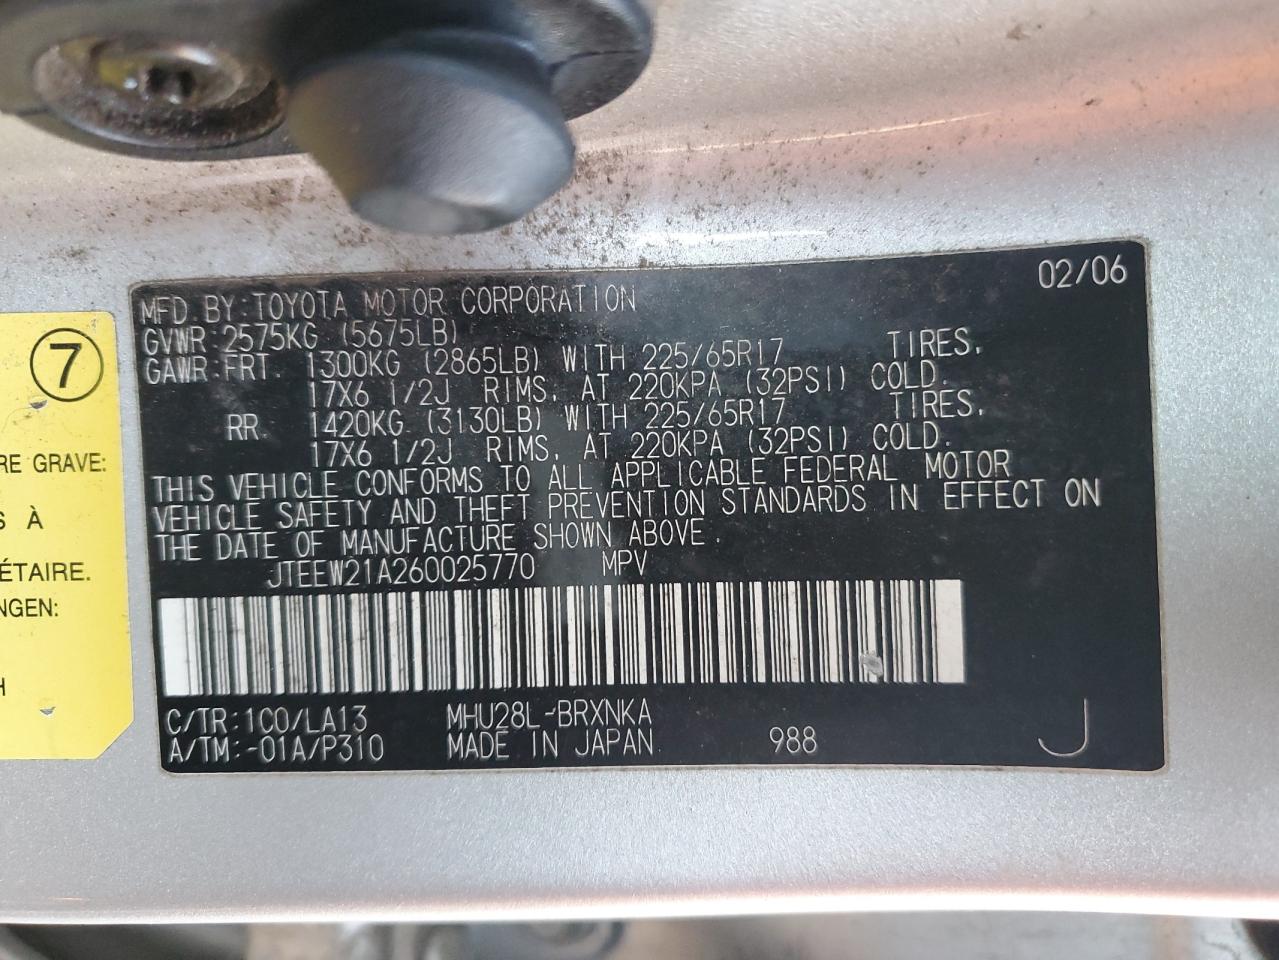 02/06
MFD. BY: TOYOTA MOTOR CORPORATION
GVWR: 2575KG (5675LB)
GAWR: FRT. 1300KG (2865LB) WITH 225/65R17 TIRES,
17X6 1/2J RIMS, AT 220KPA (32PSI) COLD.
RR. 1420KG (3130LB) WITH 225/65R17 TIRES,
17X6 1/2J RIMS, AT 220KPA (32PSI) COLD.
THIS VEHICLE CONFORMS TO ALL APPLICABLE FEDERAL MOTOR
VEHICLE SAFETY AND THEFT PREVENTION STANDARDS IN EFFECT ON
THE DATE OF MANUFACTURE SHOWN ABOVE.
JTEEW21A260025770 MPV
C/TR: 1C0/LA13 MHU28L-BRXNKA
A/TM: -01A/P310 MADE IN JAPAN 988 J
7
RE GRAVE:
S À
ÉTAIRE.
NGEN:
H